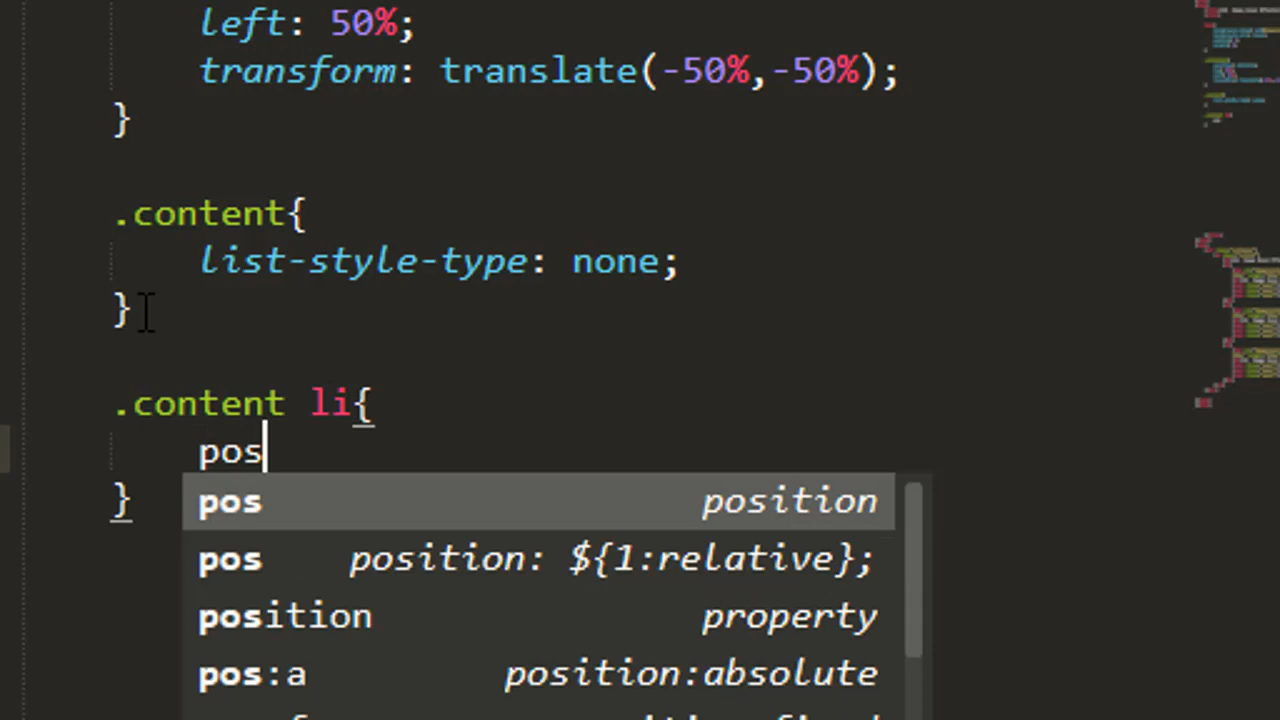 left: 50%;
transform: translate(-50%,-50%);
}
.content{
list-style-type: none;
}
.content li{
pos
}
pos position
pos position: ${1:relative};
position property
pos:a position:absolute